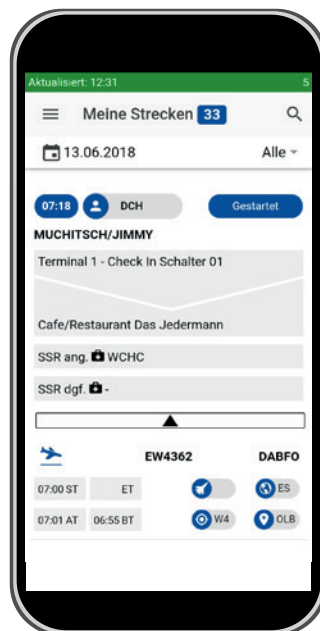 Aktualisiert: 12:31 5
Meine Strecken 33
13.06.2018 Alle
07:18 DCH Gestartet
MUCHITSCH/JIMMY
Terminal 1 - Check In Schalter 01
Cafe/Restaurant Das Jedermann
SSR ang. WCHC
SSR dgf. -
EW4362 DABFO
07:00 ST ET ES
07:01 AT 06:55 BT W4 OLB